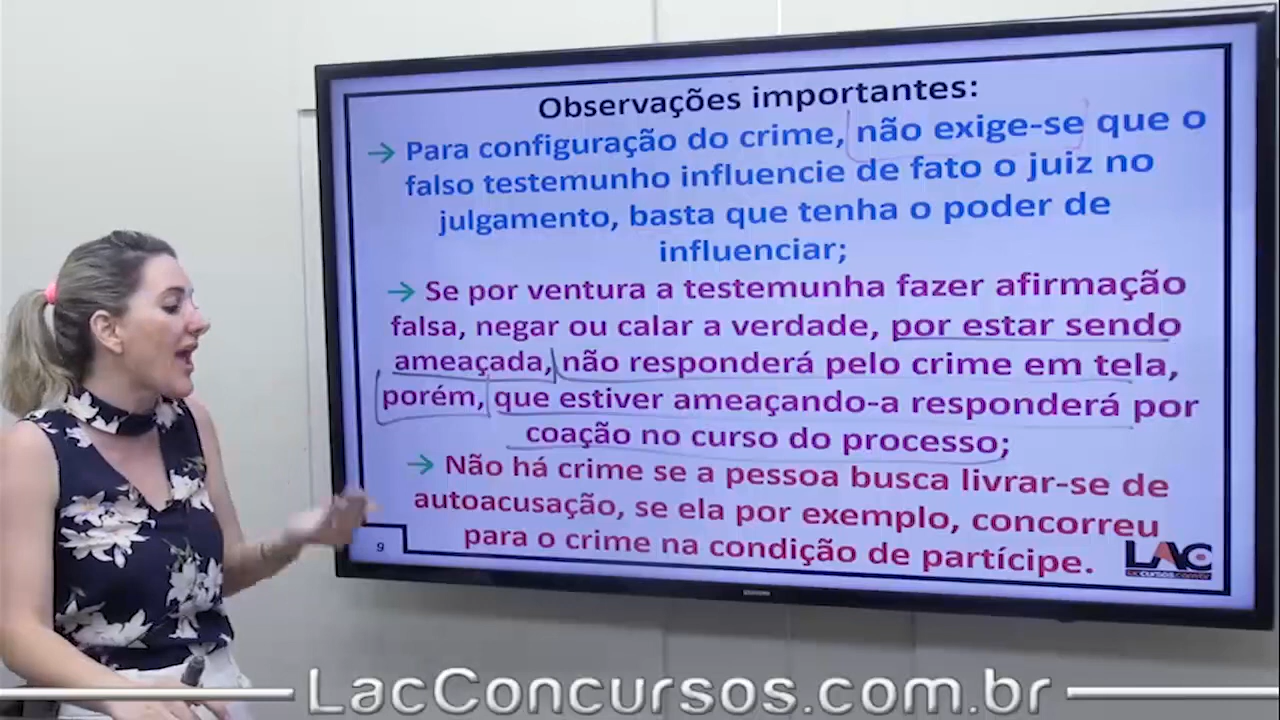 Observações importantes:
→ Para configuração do crime, não exige-se que o
falso testemunho influencie de fato o juiz no
julgamento, basta que tenha o poder de
influenciar;
→ Se por ventura a testemunha fazer afirmação
falsa, negar ou calar a verdade, por estar sendo
ameaçada, não responderá pelo crime em tela,
porém, que estiver ameaçando-a responderá por
coação no curso do processo;
→ Não há crime se a pessoa busca livrar-se de
autoacusação, se ela por exemplo, concorreu
para o crime na condição de partícipe.
9
LAC
laccursos.com.br
LacConcursos.com.br